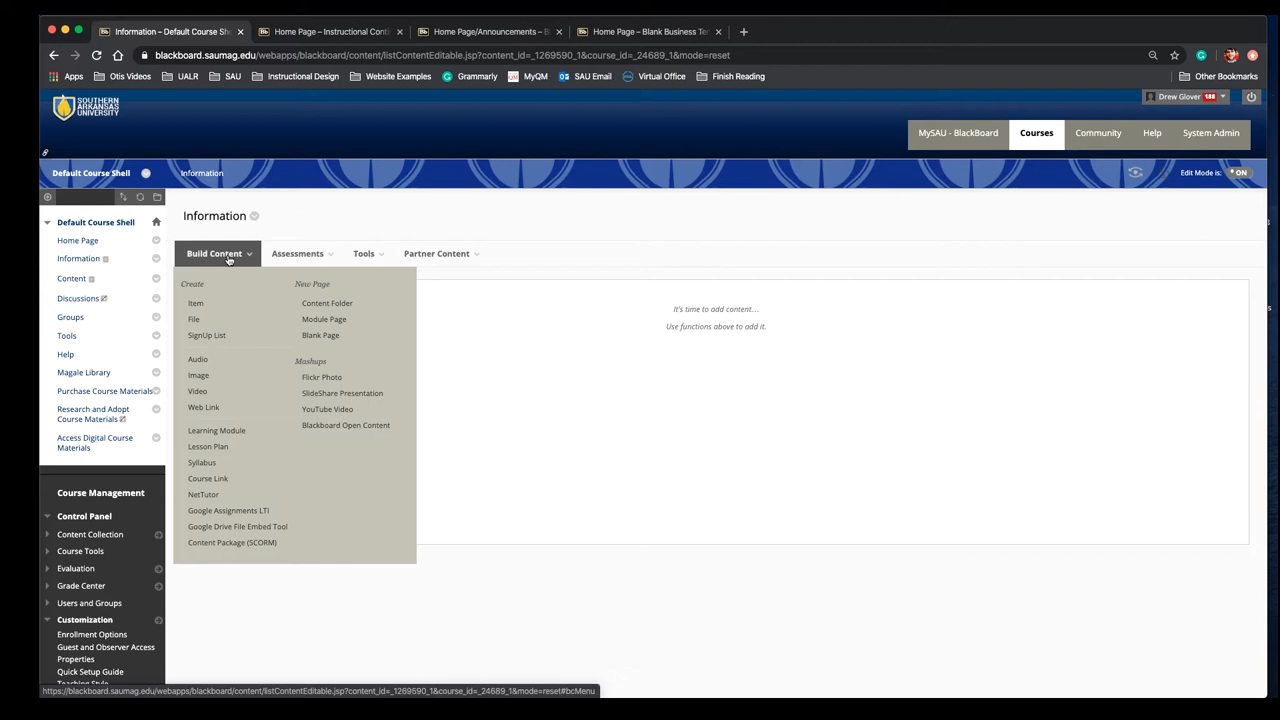 Information – Default Course She
Home Page – Instructional Contin
Home Page/Announcements – Bl
Home Page – Blank Business Te
blackboard.saumag.edu/webapps/blackboard/content/listContentEditable.jsp?content_id=_1269590_1&course_id=_24689_1&mode=reset
Apps Otis Videos UALR SAU Instructional Design Website Examples Grammarly MyQM SAU Email Virtual Office Finish Reading Other Bookmarks
SOUTHERN
ARKANSAS
UNIVERSITY
Drew Glover 188
MySAU - BlackBoard Courses Community Help System Admin
Default Course Shell Information Edit Mode is: ON
Default Course Shell
Home Page
Information
Content
Discussions
Groups
Tools
Help
Magale Library
Purchase Course Materials
Research and Adopt
Course Materials
Access Digital Course
Materials
Course Management
Control Panel
Content Collection
Course Tools
Evaluation
Grade Center
Users and Groups
Customization
Enrollment Options
Guest and Observer Access
Properties
Quick Setup Guide
Teaching Style
Information
Build Content Assessments Tools Partner Content
Create
Item
File
SignUp List
Audio
Image
Video
Web Link
Learning Module
Lesson Plan
Syllabus
Course Link
NetTutor
Google Assignments LTI
Google Drive File Embed Tool
Content Package (SCORM)
New Page
Content Folder
Module Page
Blank Page
Mashups
Flickr Photo
SlideShare Presentation
YouTube Video
Blackboard Open Content
It's time to add content...
Use functions above to add it.
https://blackboard.saumag.edu/webapps/blackboard/content/listContentEditable.jsp?content_id=_1269590_1&course_id=_24689_1&mode=reset#bcMenu